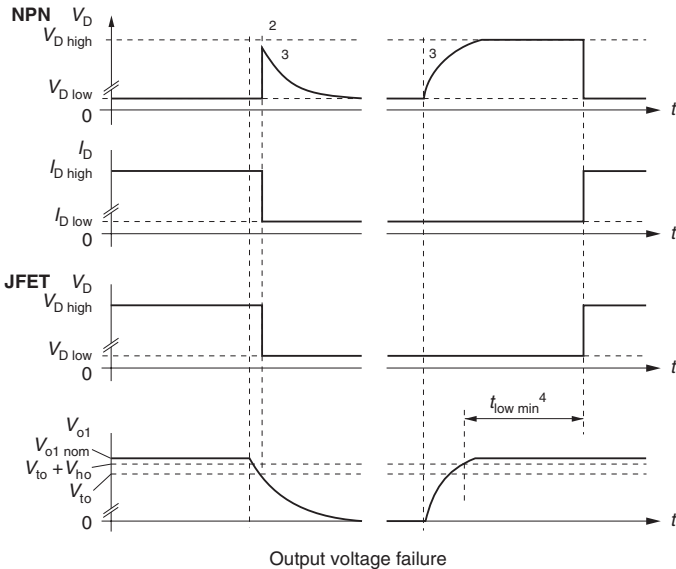 NPN V_D
V_D high
2
3
3
V_D low
0
t
I_D
I_D high
I_D low
0
t
JFET V_D
V_D high
V_D low
0
t
t_low min^4
V_o1
V_o1 nom
V_to + V_ho
V_to
0
t
Output voltage failure